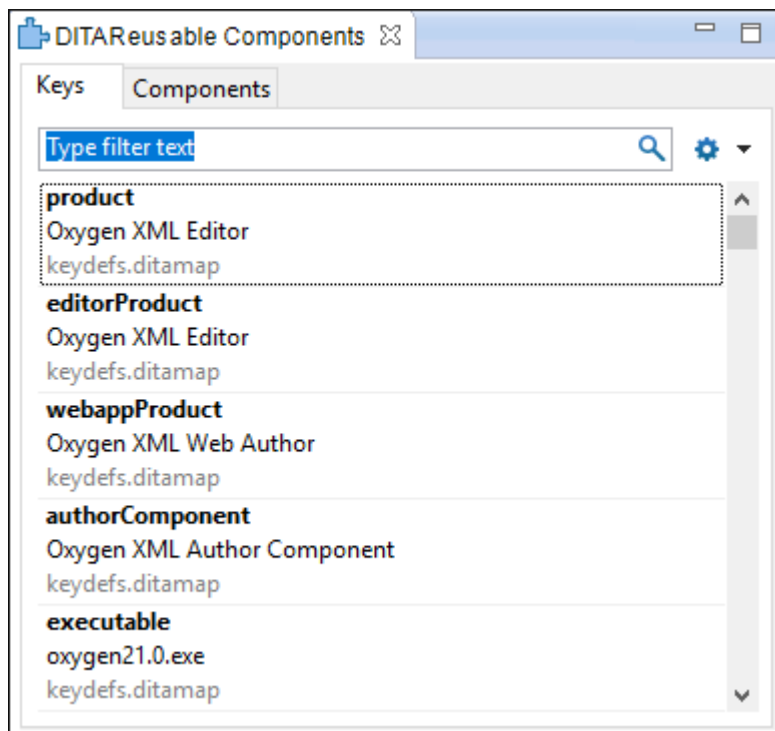 DITAReusable Components
Keys
Components
Type filter text
product
Oxygen XML Editor
keydefs.ditamap
editorProduct
Oxygen XML Editor
keydefs.ditamap
webappProduct
Oxygen XML Web Author
keydefs.ditamap
authorComponent
Oxygen XML Author Component
keydefs.ditamap
executable
oxygen21.0.exe
keydefs.ditamap